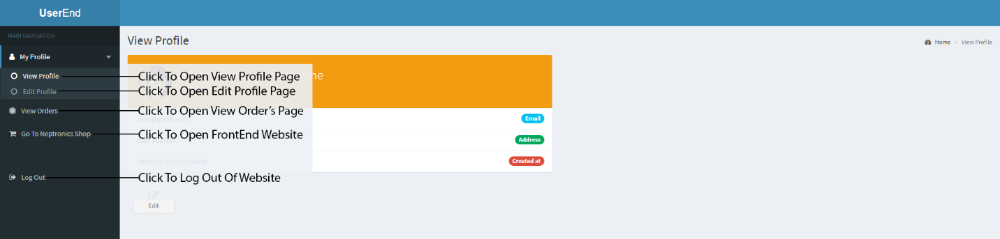 UserEnd
MAIN NAVIGATION
View Profile
Home > View Profile
My Profile
View Profile
Click To Open View Profile Page
Edit Profile
Click To Open Edit Profile Page
View Orders
Click To Open View Order's Page
user@gmail.com
Email
Go To Neptronics Shop
Click To Open FrontEnd Website
Address
2019-03-10 07:11:44PM
Created at
Log Out
Click To Log Out Of Website
Edit